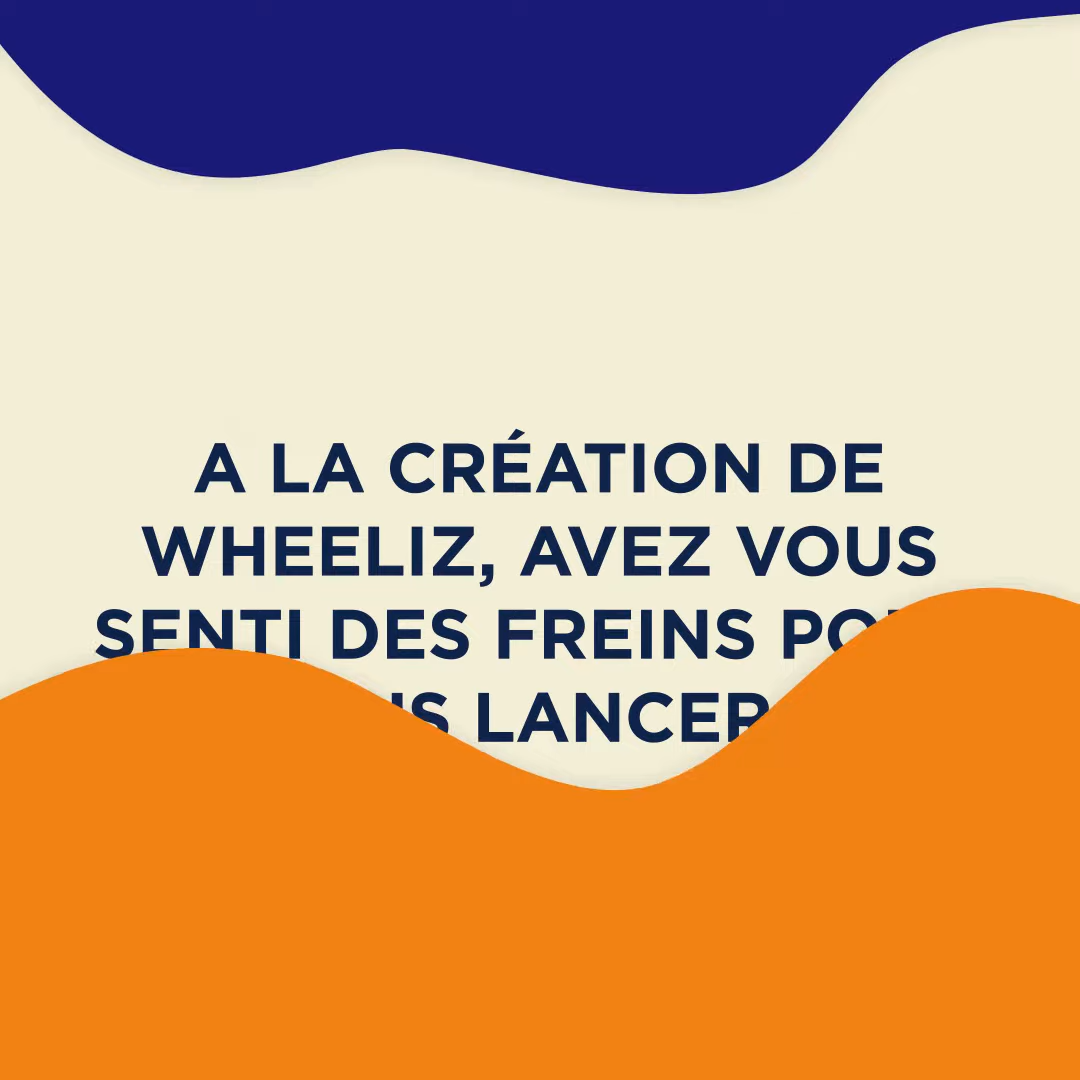 A LA CRÉATION DE
WHEELIZ, AVEZ VOUS
SENTI DES FREINS
LANCER